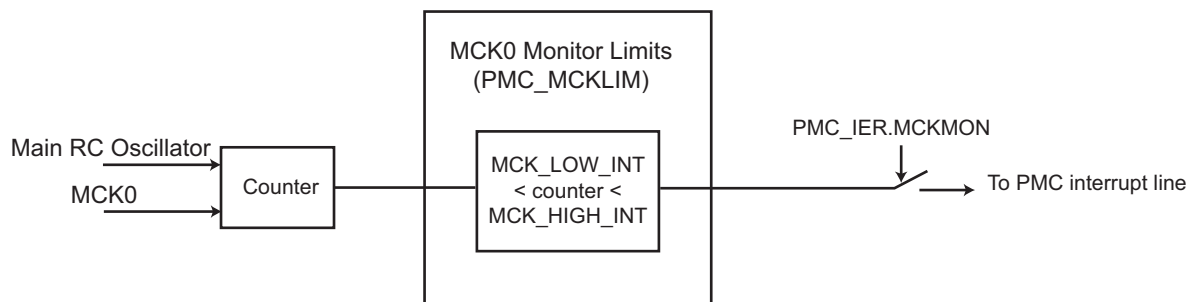 MCK0 Monitor Limits
(PMC_MCKLIM)
PMC_IER.MCKMON
Main RC Oscillator
MCK0
Counter
MCK_LOW_INT
< counter <
MCK_HIGH_INT
To PMC interrupt line